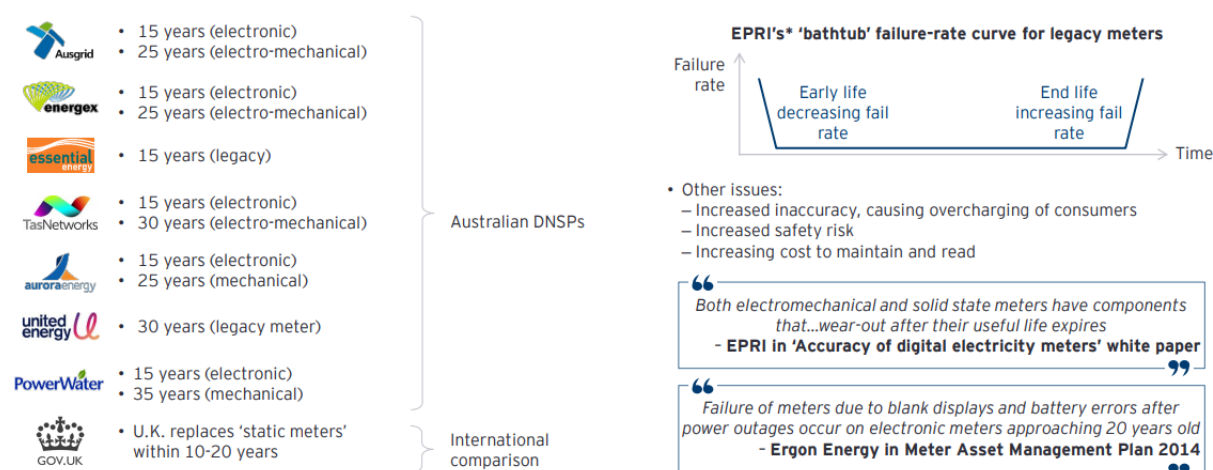 Ausgrid
• 15 years (electronic)
• 25 years (electro-mechanical)
energex
• 15 years (electronic)
• 25 years (electro-mechanical)
essential
energy
• 15 years (legacy)
TasNetworks
• 15 years (electronic)
• 30 years (electro-mechanical)
auroraenergy
• 15 years (electronic)
• 25 years (mechanical)
united
energy
• 30 years (legacy meter)
PowerWater
• 15 years (electronic)
• 35 years (mechanical)
GOV.UK
• U.K. replaces ‘static meters’
within 10-20 years
Australian DNSPs
International
comparison
EPRI’s* ‘bathtub’ failure-rate curve for legacy meters
Failure
rate
Early life
decreasing fail
rate
End life
increasing fail
rate
Time
• Other issues:
– Increased inaccuracy, causing overcharging of consumers
– Increased safety risk
– Increasing cost to maintain and read
“
Both electromechanical and solid state meters have components
that...wear-out after their useful life expires
– EPRI in ‘Accuracy of digital electricity meters’ white paper
”
“
Failure of meters due to blank displays and battery errors after
power outages occur on electronic meters approaching 20 years old
– Ergon Energy in Meter Asset Management Plan 2014
”